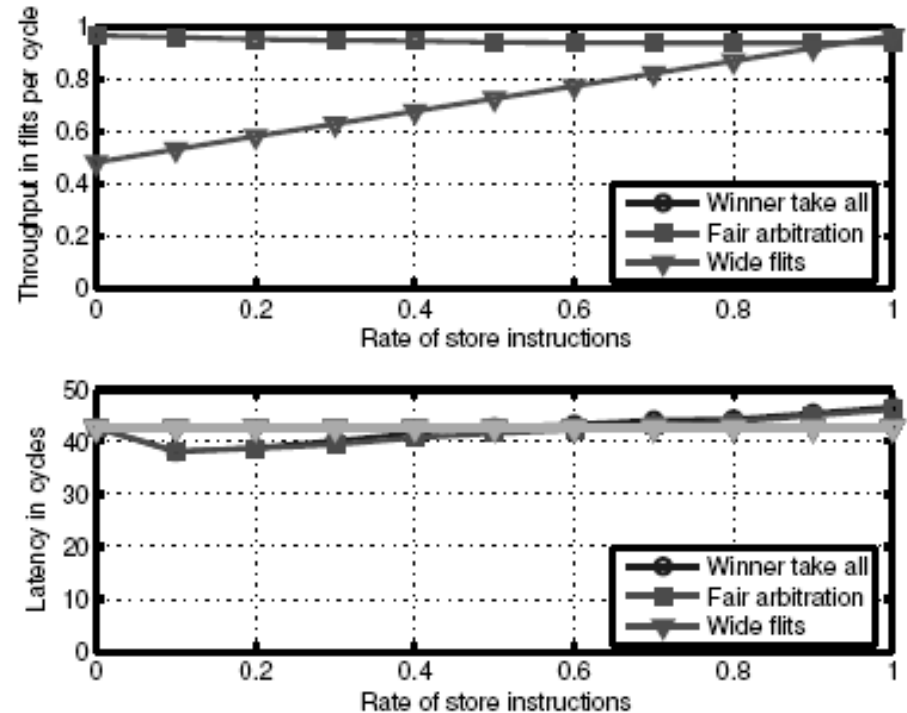 Throughput in flits per cycle
1
0.8
0.6
0.4
0.2
0
0 0.2 0.4 0.6 0.8 1
Rate of store instructions
Winner take all
Fair arbitration
Wide flits
Latency in cycles
50
40
30
20
10
0
0 0.2 0.4 0.6 0.8 1
Rate of store instructions
Winner take all
Fair arbitration
Wide flits